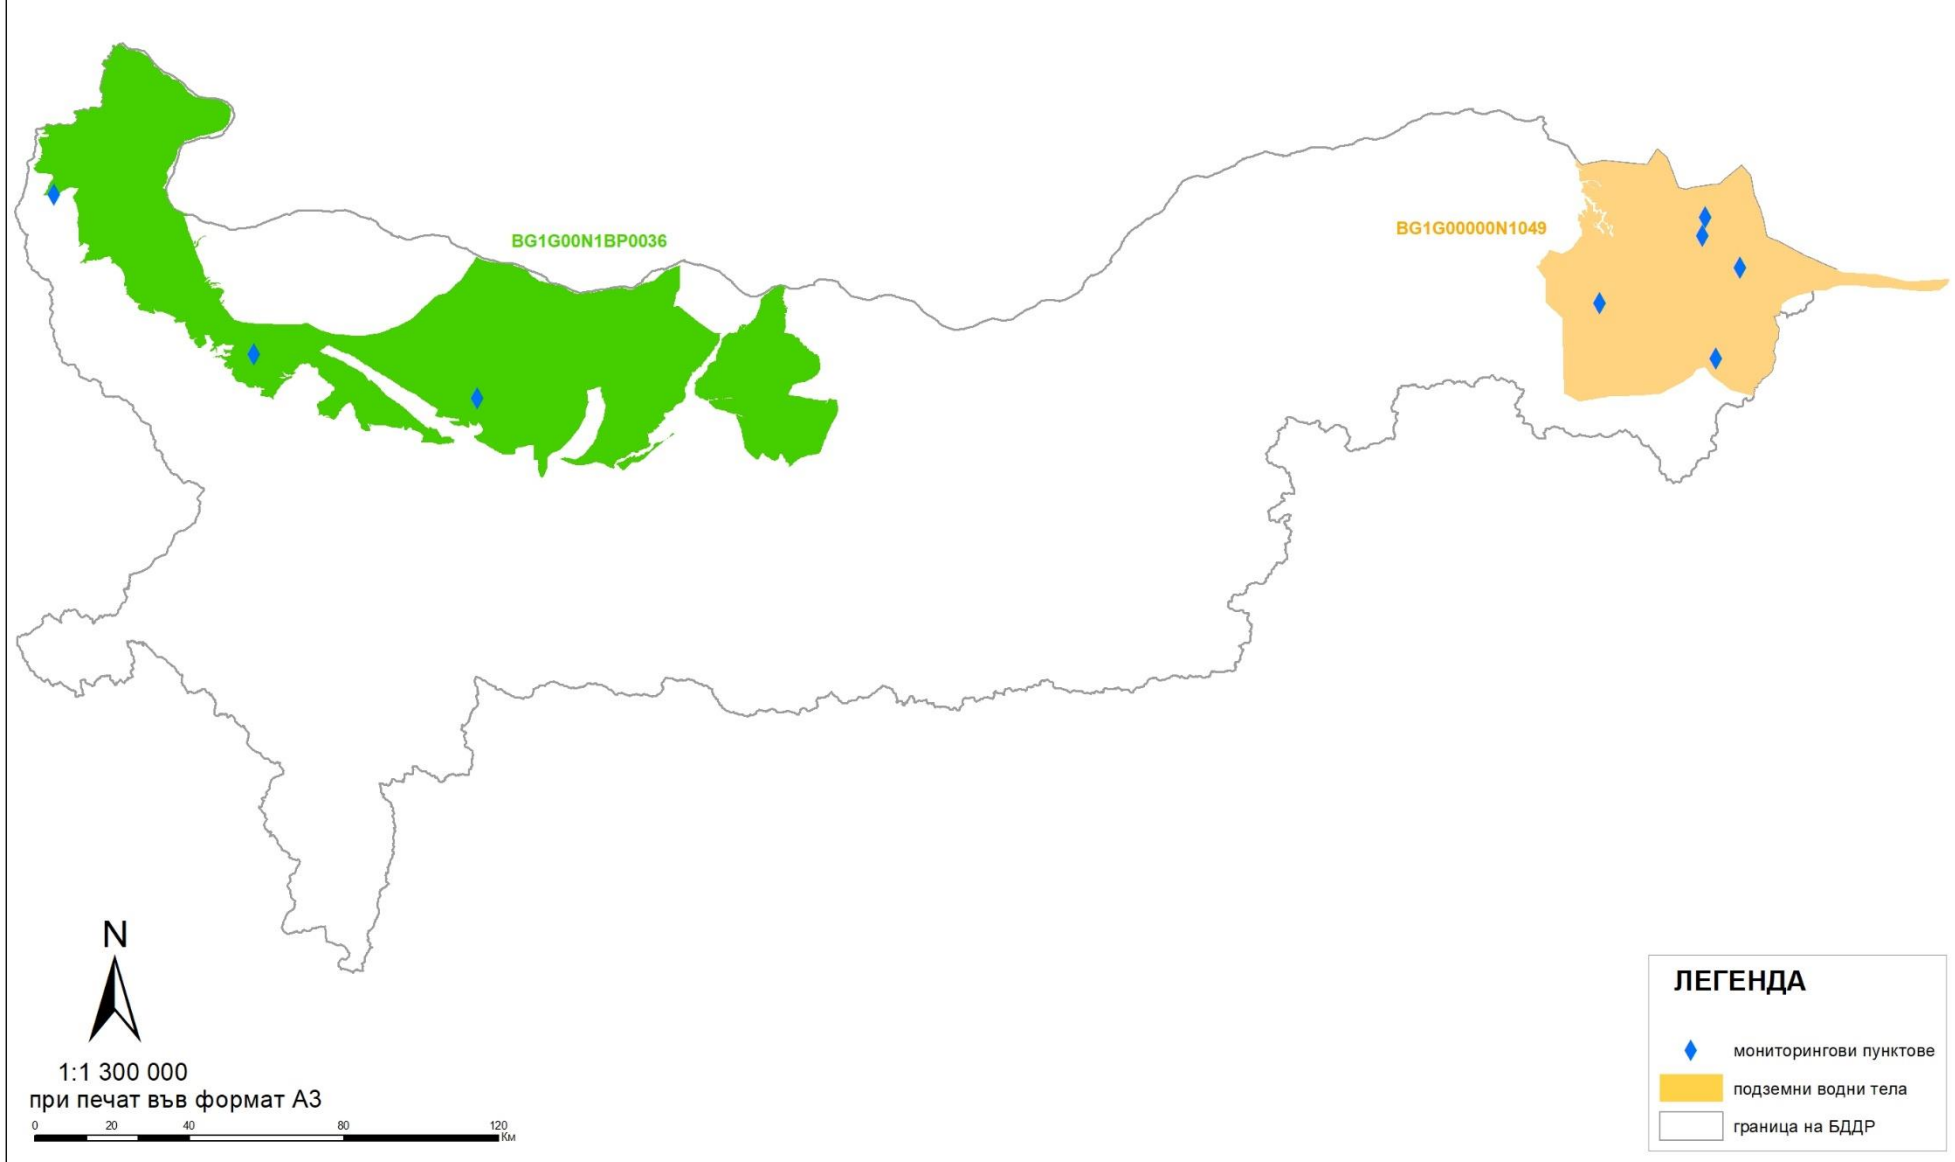 BG1G00N1BP0036
BG1G00000N1049
N
1:1 300 000
при печат във формат А3
0 20 40 80 120
Км
ЛЕГЕНДА
мониторингови пунктове
подземни водни тела
граница на БДДР